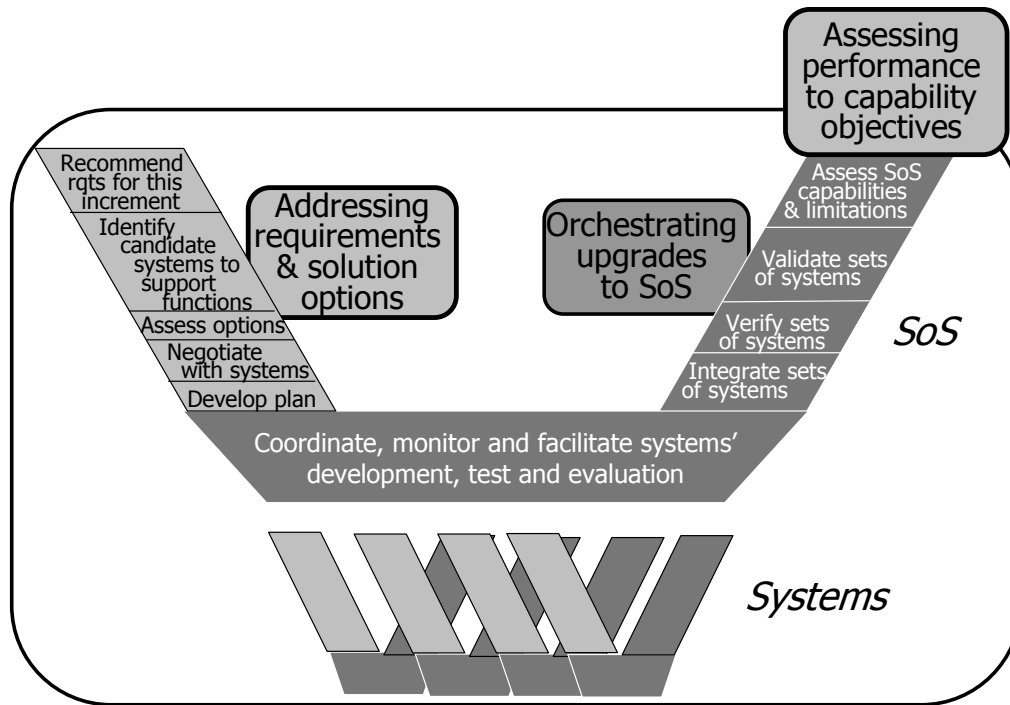 Assessing
performance
to capability
objectives
Recommend
rqts for this
increment
Identify
candidate
systems to
support
functions
Assess options
Negotiate
with systems
Develop plan
Addressing
requirements
& solution
options
Orchestrating
upgrades
to SoS
Assess SoS
capabilities
& limitations
Validate sets
of systems
Verify sets
of systems
Integrate sets
of systems
SoS
Coordinate, monitor and facilitate systems’
development, test and evaluation
Systems